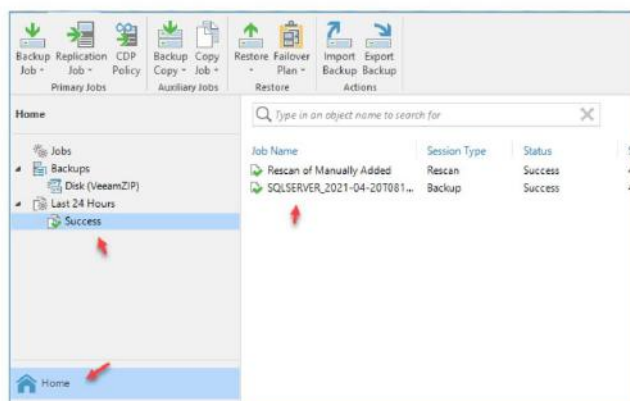 Backup Replication CDP Backup Copy Restore Failover Import Export
Job Job Policy Copy Job Plan Backup Backup
Primary Jobs Auxiliary Jobs Restore Actions
Home
Type in an object name to search for
Jobs
Backups
Disk (VeeamZIP)
Last 24 Hours
Success
Job Name Session Type Status
Rescan of Manually Added Rescan Success
SQLSERVER_2021-04-20T081... Backup Success
Home